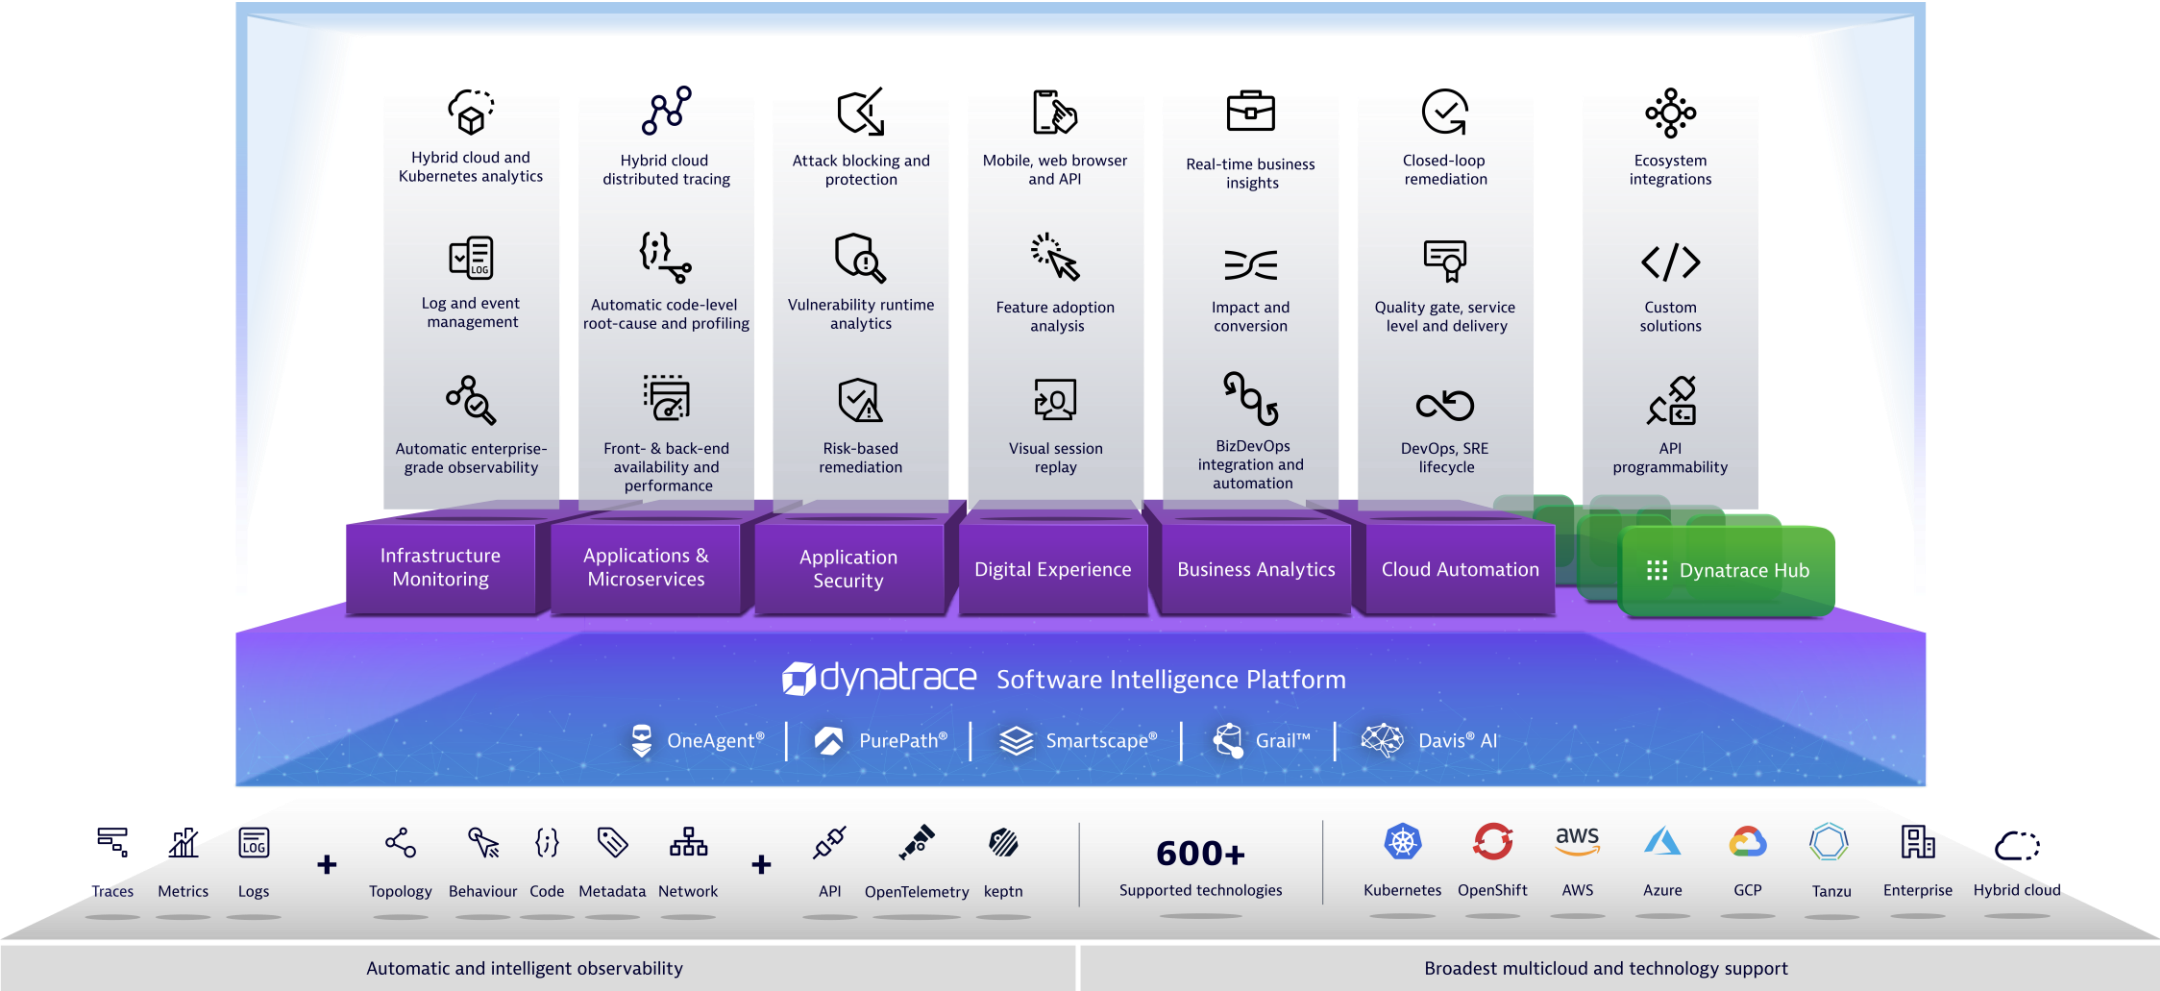 Hybrid cloud and
Kubernetes analytics
Hybrid cloud
distributed tracing
Attack blocking and
protection
Mobile, web browser
and API
Real-time business
insights
Closed-loop
remediation
Ecosystem
integrations
LOG
Log and event
management
Automatic code-level
root-cause and profiling
Vulnerability runtime
analytics
Feature adoption
analysis
Impact and
conversion
Quality gate, service
level and delivery
Custom
solutions
Automatic enterprise-
grade observability
Front- & back-end
availability and
performance
Risk-based
remediation
Visual session
replay
BizDevOps
integration and
automation
DevOps, SRE
lifecycle
API
programmability
Infrastructure
Monitoring
Applications &
Microservices
Application
Security
Digital Experience
Business Analytics
Cloud Automation
Dynatrace Hub
dynatrace Software Intelligence Platform
OneAgent®
PurePath®
Smartscape®
Grail™
Davis® AI
LOG
Traces
Metrics
Logs
+
Topology
Behaviour
Code
Metadata
Network
+
API
OpenTelemetry
keptn
600+
Supported technologies
aws
Kubernetes
OpenShift
AWS
Azure
GCP
Tanzu
Enterprise
Hybrid cloud
Automatic and intelligent observability
Broadest multicloud and technology support